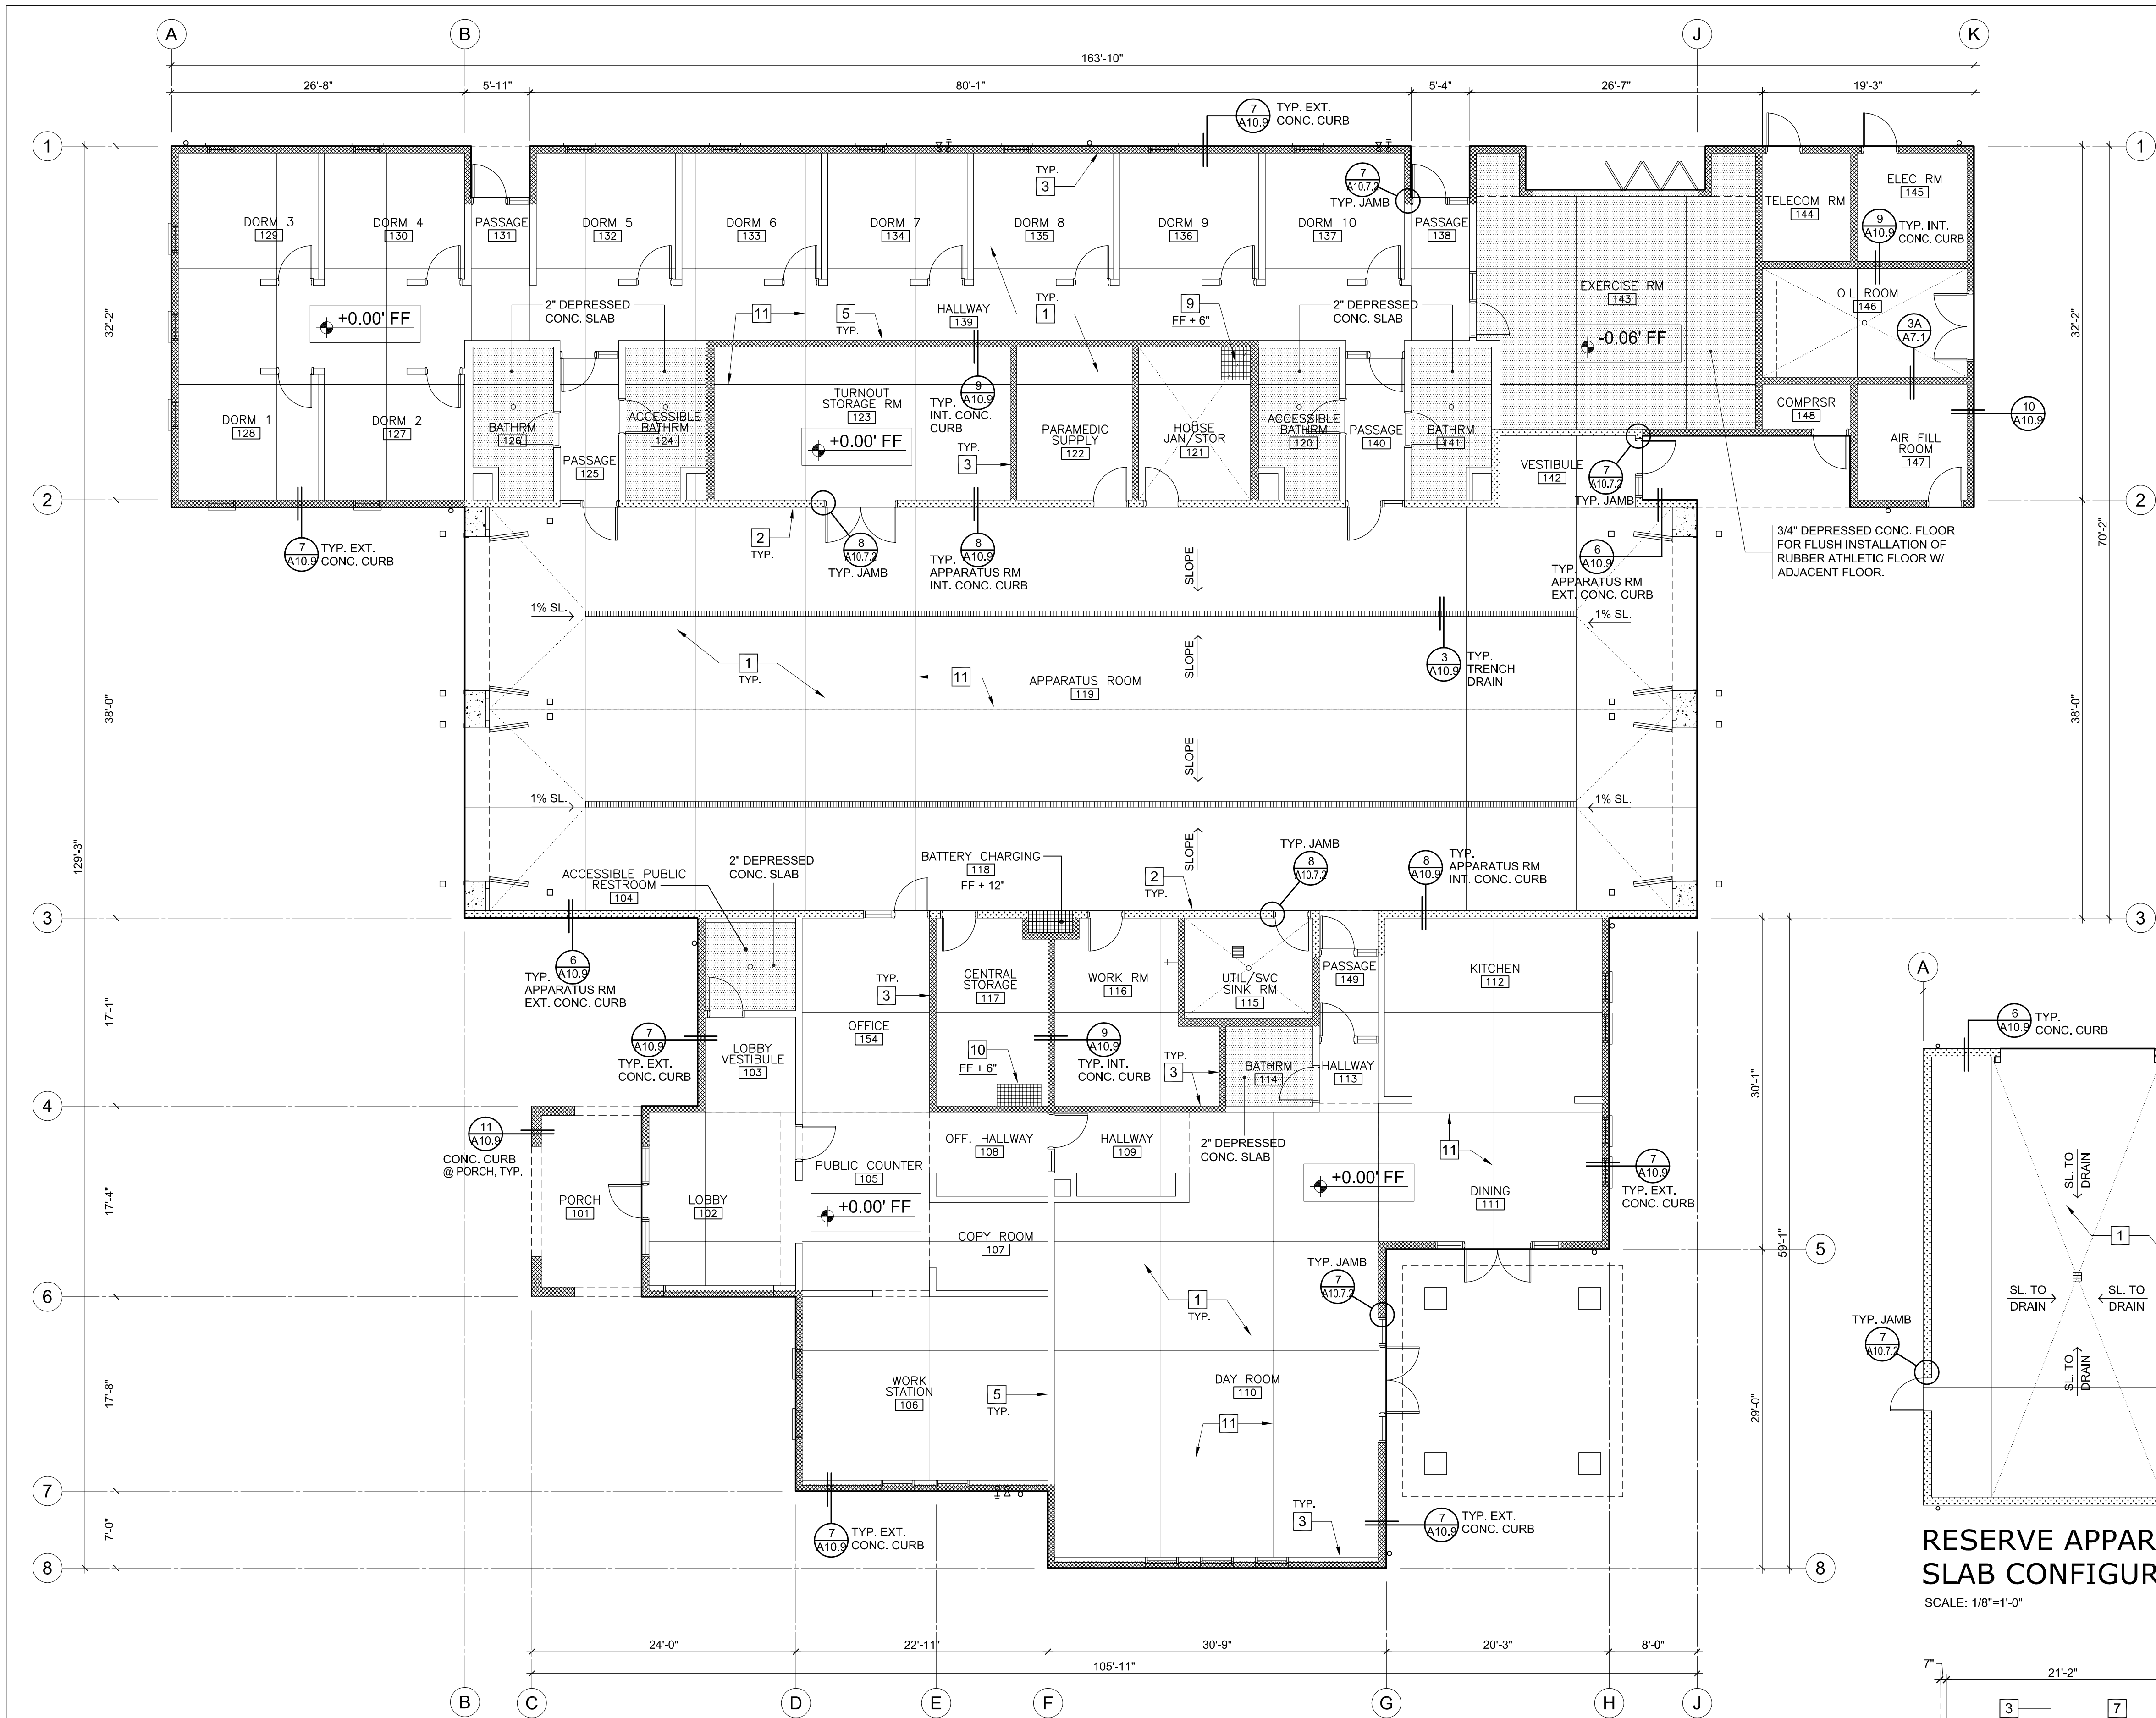 A
B
J
K
163'-10"
26'-8"
5'-11"
80'-1"
5'-4"
26'-7"
19'-3"
7
A10.9
TYP. EXT.
CONC. CURB
1
1
TYP.
3
7
A10.7.2
TYP. JAMB
DORM 3
129
DORM 4
130
PASSAGE
131
DORM 5
132
DORM 6
133
DORM 7
134
DORM 8
135
DORM 9
136
DORM 10
137
PASSAGE
138
TELECOM RM
144
ELEC RM
145
9
A10.9
TYP. INT.
CONC. CURB
32'-2"
+0.00' FF
2" DEPRESSED
CONC. SLAB
11
5
TYP.
HALLWAY
139
TYP.
1
9
FF + 6"
2" DEPRESSED
CONC. SLAB
EXERCISE RM
143
-0.06' FF
OIL ROOM
146
3A
A7.1
32'-2"
DORM 1
128
DORM 2
127
BATHRM
126
PASSAGE
125
ACCESSIBLE
BATHRM
124
TURNOUT
STORAGE RM
123
+0.00' FF
9
A10.9
TYP.
INT. CONC.
CURB
TYP.
3
PARAMEDIC
SUPPLY
122
HOUSE
JAN/STOR
121
ACCESSIBLE
BATHRM
120
PASSAGE
140
BATHRM
141
VESTIBULE
142
COMPRSR
148
AIR FILL
ROOM
147
10
A10.9
7
A10.7.2
TYP. JAMB
2
2
7
A10.9
TYP. EXT.
CONC. CURB
2
TYP.
8
A10.7.2
TYP. JAMB
8
A10.9
TYP.
APPARATUS RM
INT. CONC. CURB
SLOPE
6
A10.9
TYP.
APPARATUS RM
EXT. CONC. CURB
3/4" DEPRESSED CONC. FLOOR
FOR FLUSH INSTALLATION OF
RUBBER ATHLETIC FLOOR W/
ADJACENT FLOOR.
70'-2"
1% SL.
1% SL.
1
TYP.
11
APPARATUS ROOM
119
SLOPE
3
A10.9
TYP.
TRENCH
DRAIN
38'-0"
38'-0"
SLOPE
1% SL.
1% SL.
129'-3"
ACCESSIBLE PUBLIC
RESTROOM
104
2" DEPRESSED
CONC. SLAB
BATTERY CHARGING
118
FF + 12"
2
TYP.
SLOPE
TYP. JAMB
8
A10.7.2
8
A10.9
TYP.
APPARATUS RM
INT. CONC. CURB
3
3
6
A10.9
TYP.
APPARATUS RM
EXT. CONC. CURB
TYP.
3
CENTRAL
STORAGE
117
WORK RM
116
UTIL/SVC
SINK RM
115
PASSAGE
149
KITCHEN
112
17'-1"
OFFICE
154
7
A10.9
TYP. EXT.
CONC. CURB
LOBBY
VESTIBULE
103
10
FF + 6"
9
A10.9
TYP. INT.
CONC. CURB
TYP.
3
BATHRM
114
HALLWAY
113
30'-1"
4
11
A10.9
CONC. CURB
@ PORCH, TYP.
OFF. HALLWAY
108
HALLWAY
109
2" DEPRESSED
CONC. SLAB
11
PUBLIC COUNTER
105
+0.00' FF
+0.00' FF
7
A10.9
TYP. EXT.
CONC. CURB
PORCH
101
LOBBY
102
DINING
111
17'-4"
COPY ROOM
107
5
59'-1"
6
TYP. JAMB
7
A10.7.2
1
TYP.
WORK
STATION
106
5
TYP.
DAY ROOM
110
11
17'-8"
29'-0"
7
7
A10.9
TYP. EXT.
CONC. CURB
TYP.
3
7
A10.9
TYP. EXT.
CONC. CURB
7'-0"
8
8
24'-0"
22'-11"
30'-9"
20'-3"
8'-0"
105'-11"
B
C
D
E
F
G
H
J
A
6
A10.9
TYP.
CONC. CURB
SL. TO
DRAIN
1
SL. TO
DRAIN
SL. TO
DRAIN
TYP. JAMB
7
A10.7.2
SL. TO
DRAIN
RESERVE APPAR
SLAB CONFIGUR
SCALE: 1/8"=1'-0"
7"
21'-2"
3
7